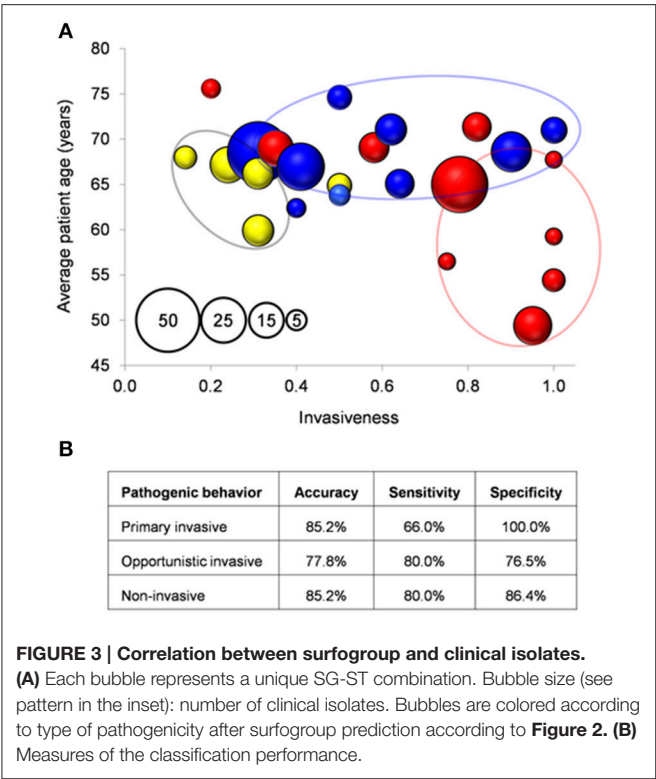 A
80
75
70
65
60
55
50
45
Average patient age (years)
50 25 15 5
0.0 0.2 0.4 0.6 0.8 1.0
Invasiveness
B
Pathogenic behavior Accuracy Sensitivity Specificity
Primary invasive 85.2% 66.0% 100.0%
Opportunistic invasive 77.8% 80.0% 76.5%
Non-invasive 85.2% 80.0% 86.4%
FIGURE 3 | Correlation between surfogroup and clinical isolates.
(A) Each bubble represents a unique SG-ST combination. Bubble size (see
pattern in the inset): number of clinical isolates. Bubbles are colored according
to type of pathogenicity after surfogroup prediction according to Figure 2. (B)
Measures of the classification performance.